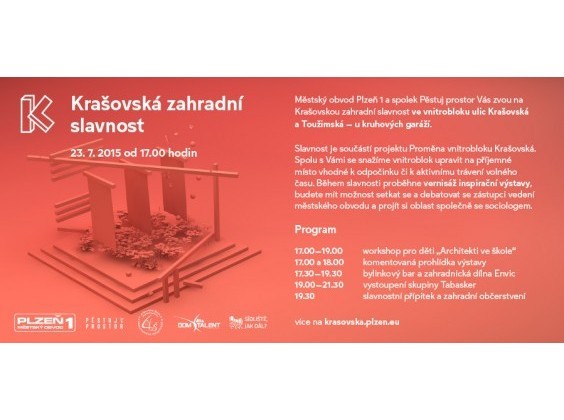 K
Krašovská zahradní
slavnost
23. 7. 2015 od 17.00 hodin
Městský obvod Plzeň 1 a spolek Pěstuj prostor Vás zvou na
Krašovskou zahradní slavnost ve vnitrobloku ulic Krašovská
a Toužimská – u kruhových garáží.
Slavnost je součástí projektu Proměna vnitrobloku Krašovská.
Spolu s Vámi se snažíme vnitroblok upravit na příjemné
místo vhodné k odpočinku či k aktivnímu trávení volného
času. Během slavnosti proběhne vernisáž inspirační výstavy,
budete mít možnost setkat se a debatovat se zástupci vedení
městského obvodu a projít si oblast společně se sociologem.
Program
17.00–19.00 workshop pro děti „Architekti ve škole“
17.00 a 18.00 komentovaná prohlídka výstavy
17.30–19.30 bylinkový bar a zahradnická dílna Envic
19.00–21.30 vystoupení skupiny Tabasker
19.30 slavnostní přípitek a zahradní občerstvení
více na krasovska.plzen.eu
PLZEŇ 1
MĚSTSKÝ OBVOD
PĚSTUJ
PROSTOR
DOM TALENT
SÍDLIŠTĚ,
JAK DÁL?